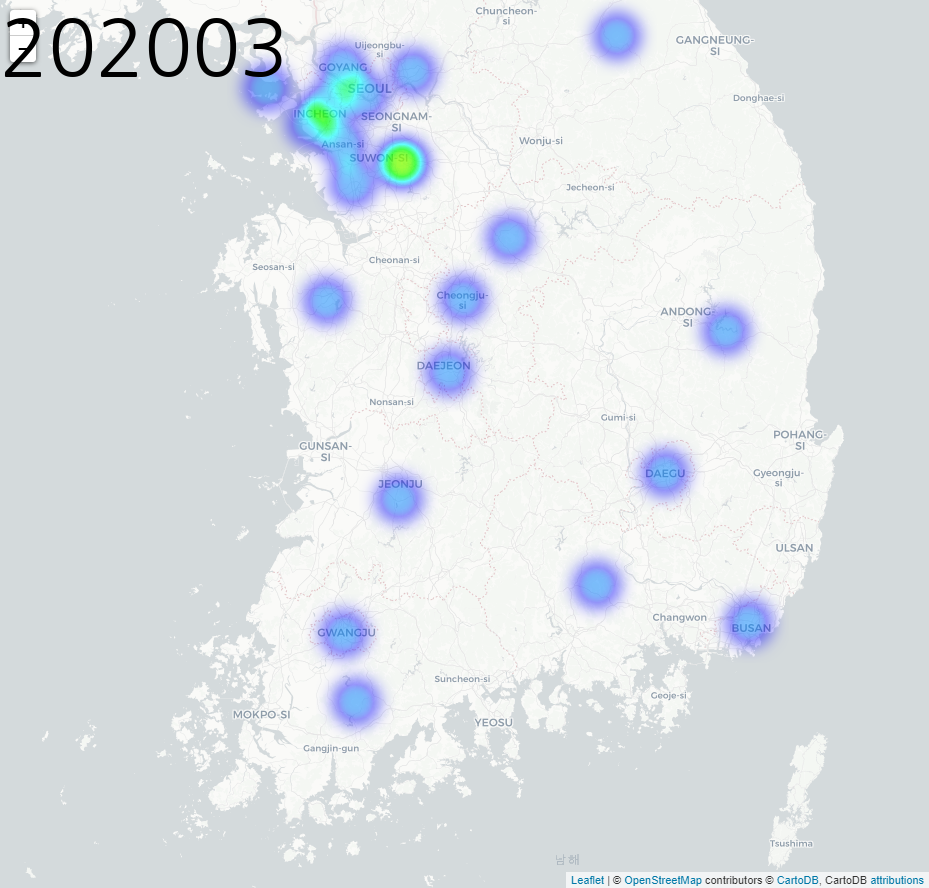 202003
Chuncheon-
si
GANGNEUNG-
SI
Uijeongbu-
si
GOYANG
SEOUL
Donghae-si
INCHEON
SEONGNAM-
SI
Ansan-si
Wonju-si
SUWON-SI
Jecheon-si
Seosan-si
Cheonan-si
Cheongju-
si
ANDONG-
SI
DAEJEON
Nonsan-si
Gumi-si
GUNSAN-
SI
POHANG-
SI
JEONJU
DAEGU
Gyeongju-
si
ULSAN
Changwon
BUSAN
GWANGJU
Suncheon-si
Geoje-si
MOKPO-SI
YEOSU
Gangjin-gun
Tsushima
남해
Leaflet | © OpenStreetMap contributors © CartoDB, CartoDB attributions